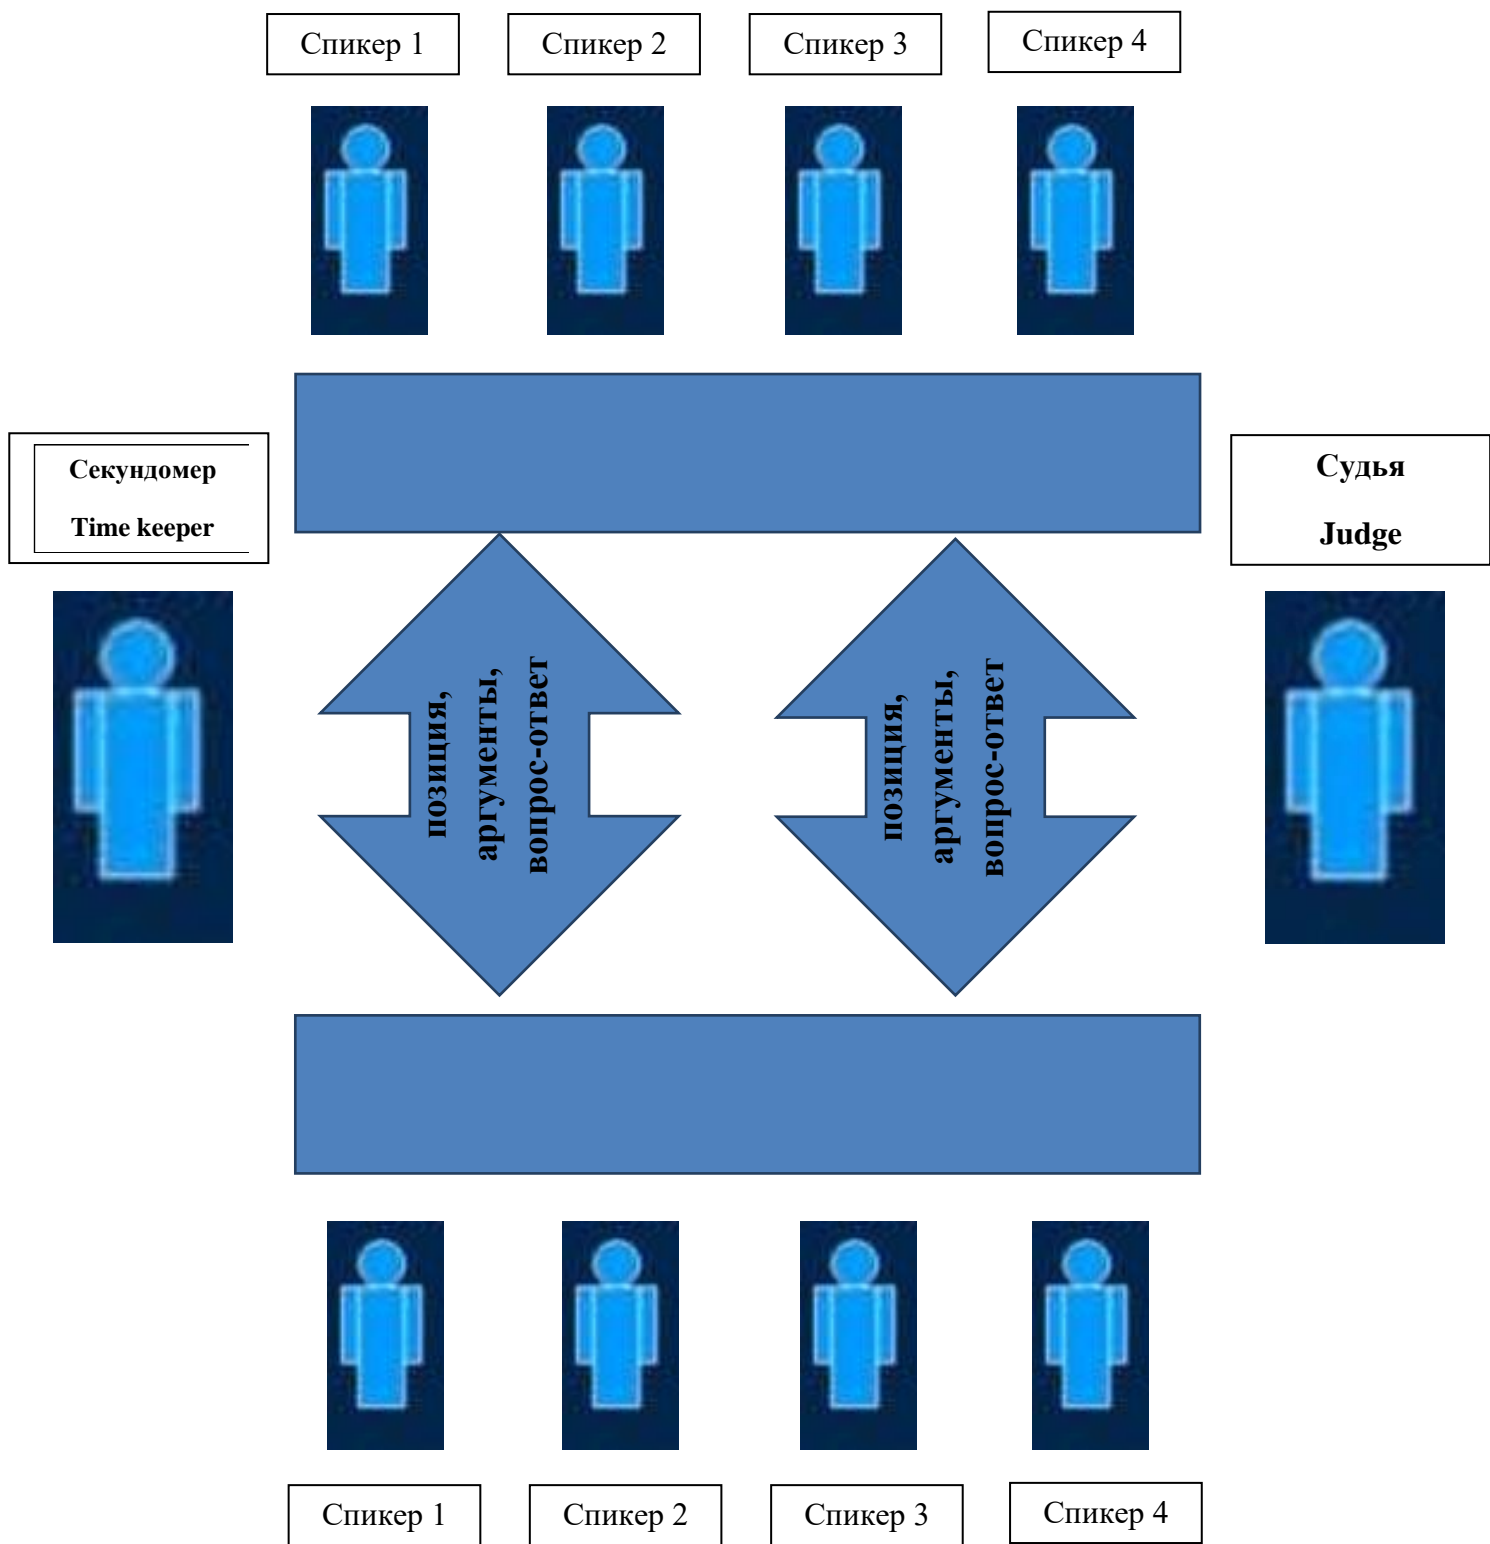 Спикер 1
Спикер 2
Спикер 3
Спикер 4
Секундомер
Time keeper
Судья
Judge
позиция,
аргументы,
вопрос-ответ
позиция,
аргументы,
вопрос-ответ
Спикер 1
Спикер 2
Спикер 3
Спикер 4